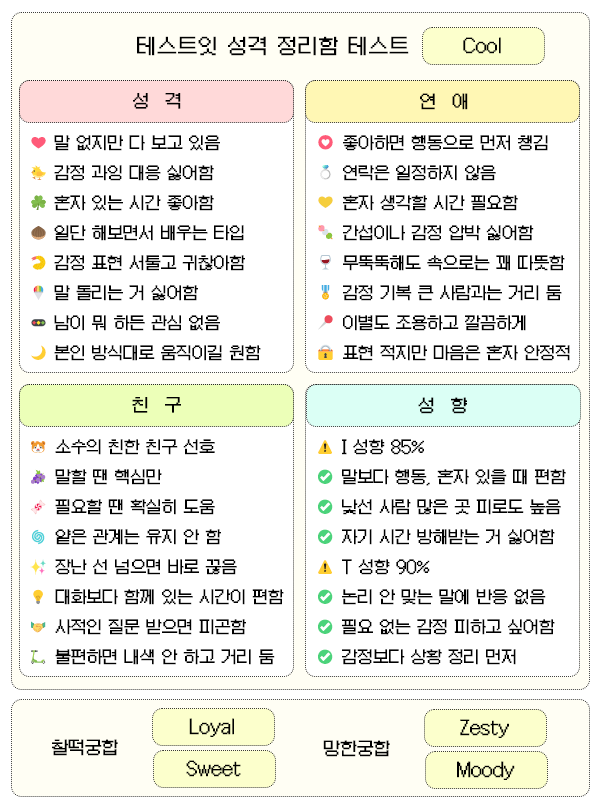 테스트잇 성격 정리함 테스트 Cool
성 격
말 없지만 다 보고 있음
감정 과잉 대응 싫어함
혼자 있는 시간 좋아함
일단 해보면서 배우는 타입
감정 표현 서툴고 귀찮아함
말 돌리는 거 싫어함
남이 뭐 하든 관심 없음
본인 방식대로 움직이길 원함
연 애
좋아하면 행동으로 먼저 챙김
연락은 일정하지 않음
혼자 생각할 시간 필요함
간섭이나 감정 압박 싫어함
무뚝뚝해도 속으로는 꽤 따뜻함
감정 기복 큰 사람과는 거리 둠
이별도 조용하고 깔끔하게
표현 적지만 마음은 혼자 안정적
친 구
소수의 친한 친구 선호
말할 땐 핵심만
필요할 땐 확실히 도움
얕은 관계는 유지 안 함
장난 선 넘으면 바로 끊음
대화보다 함께 있는 시간이 편함
사적인 질문 받으면 피곤함
불편하면 내색 안 하고 거리 둠
성 향
I 성향 85%
말보다 행동, 혼자 있을 때 편함
낯선 사람 많은 곳 피로도 높음
자기 시간 방해받는 거 싫어함
T 성향 90%
논리 안 맞는 말에 반응 없음
필요 없는 감정 피하고 싶어함
감정보다 상황 정리 먼저
찰떡궁합
Loyal
Sweet
망한궁합
Zesty
Moody